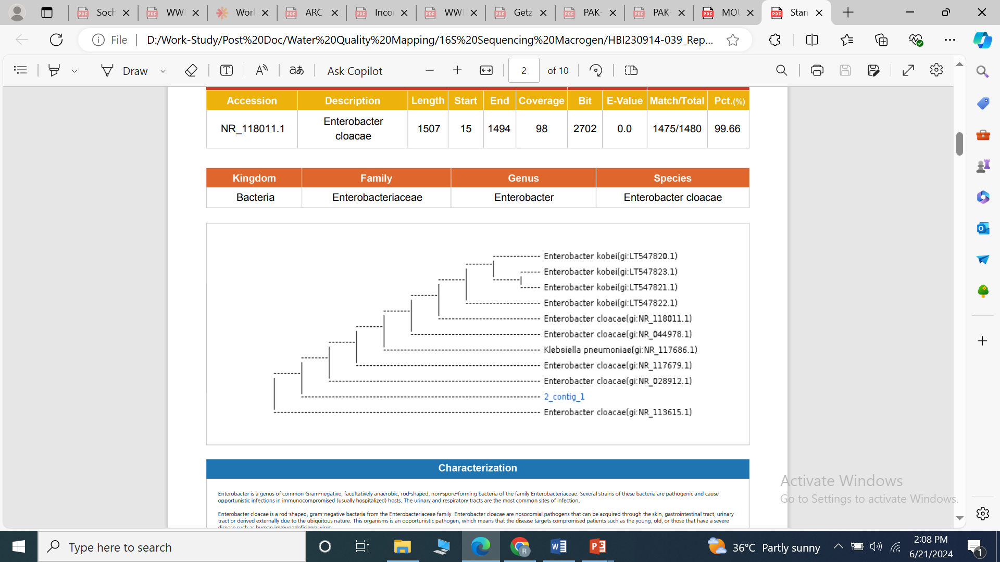 Soch
WW
Worl
ARC
Inco
WW
Getz
PAK-
PAK-
MOU
Stan
File
D:/Work-Study/Post%20Doc/Water%20Quality%20Mapping/16S%20Sequencing%20Macrogen/HBI230914-039_Rep...
Draw
Ask Copilot
2
of 10
Accession Description Length Start End Coverage Bit E-Value Match/Total Pct.(%)
NR_118011.1 Enterobacter cloacae 1507 15 1494 98 2702 0.0 1475/1480 99.66
Kingdom Family Genus Species
Bacteria Enterobacteriaceae Enterobacter Enterobacter cloacae
Enterobacter kobei(gi:LT547820.1)
Enterobacter kobei(gi:LT547823.1)
Enterobacter kobei(gi:LT547821.1)
Enterobacter kobei(gi:LT547822.1)
Enterobacter cloacae(gi:NR_118011.1)
Enterobacter cloacae(gi:NR_044978.1)
Klebsiella pneumoniae(gi:NR_117686.1)
Enterobacter cloacae(gi:NR_117679.1)
Enterobacter cloacae(gi:NR_028912.1)
2_contig_1
Enterobacter cloacae(gi:NR_113615.1)
Characterization
Enterobacter is a genus of common Gram-negative, facultatively anaerobic, rod-shaped, non-spore-forming bacteria of the family Enterobacteriaceae. Several strains of these bacteria are pathogenic and cause
opportunistic infections in immunocompromised (usually hospitalized) hosts. The urinary and respiratory tracts are the most common sites of infection.
Enterobacter cloacae is a rod-shaped, gram-negative bacteria from the Enterobacteriaceae family. Enterobacter cloacae are nosocomial pathogens that can be acquired through the skin, gastrointestinal tract, urinary
tract or derived externally due to the ubiquitous nature. This organisms is an opportunistic pathogen, which means that the disease targets compromised patients such as the young, old, or those that have a severe
disease such as human immunodeficiency virus.
Activate Windows
Go to Settings to activate Windows.
Type here to search
36°C Partly sunny
2:08 PM
6/21/2024
1